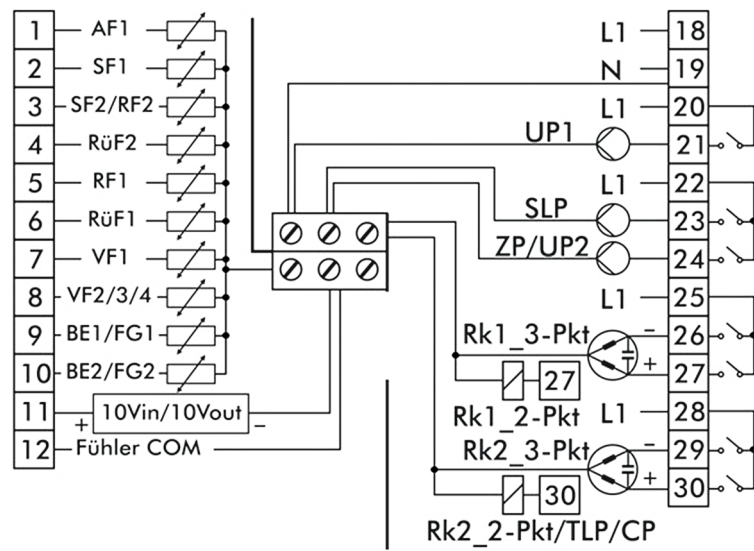 1 AF1
2 SF1
3 SF2/RF2
4 RüF2
5 RF1
6 RüF1
7 VF1
8 VF2/3/4
9 BE1/FG1
10 BE2/FG2
11 + 10Vin/10Vout −
12 Fühler COM
L1 18
N 19
L1 20
UP1 21
L1 22
SLP 23
ZP/UP2 24
L1 25
Rk1_3-Pkt − 26
27 + 27
Rk1_2-Pkt L1 28
Rk2_3-Pkt − 29
30 + 30
Rk2_2-Pkt/TLP/CP